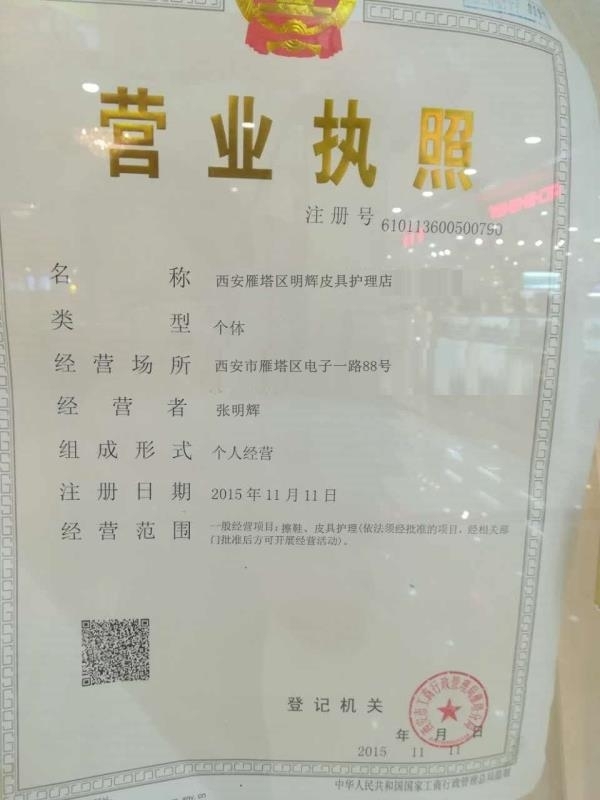 营业执照
注册号 610113600500790
名称 西安雁塔区明辉皮具护理店
类型 个体
经营场所 西安市雁塔区电子一路88号
经营者 张明辉
组成形式 个人经营
注册日期 2015年11月11日
经营范围 一般经营项目:擦鞋、皮具护理(依法须经批准的项目,经相关部
门批准后方可开展经营活动)。
登记机关
年 月 日
2015 11 11
中华人民共和国国家工商行政管理总局监制